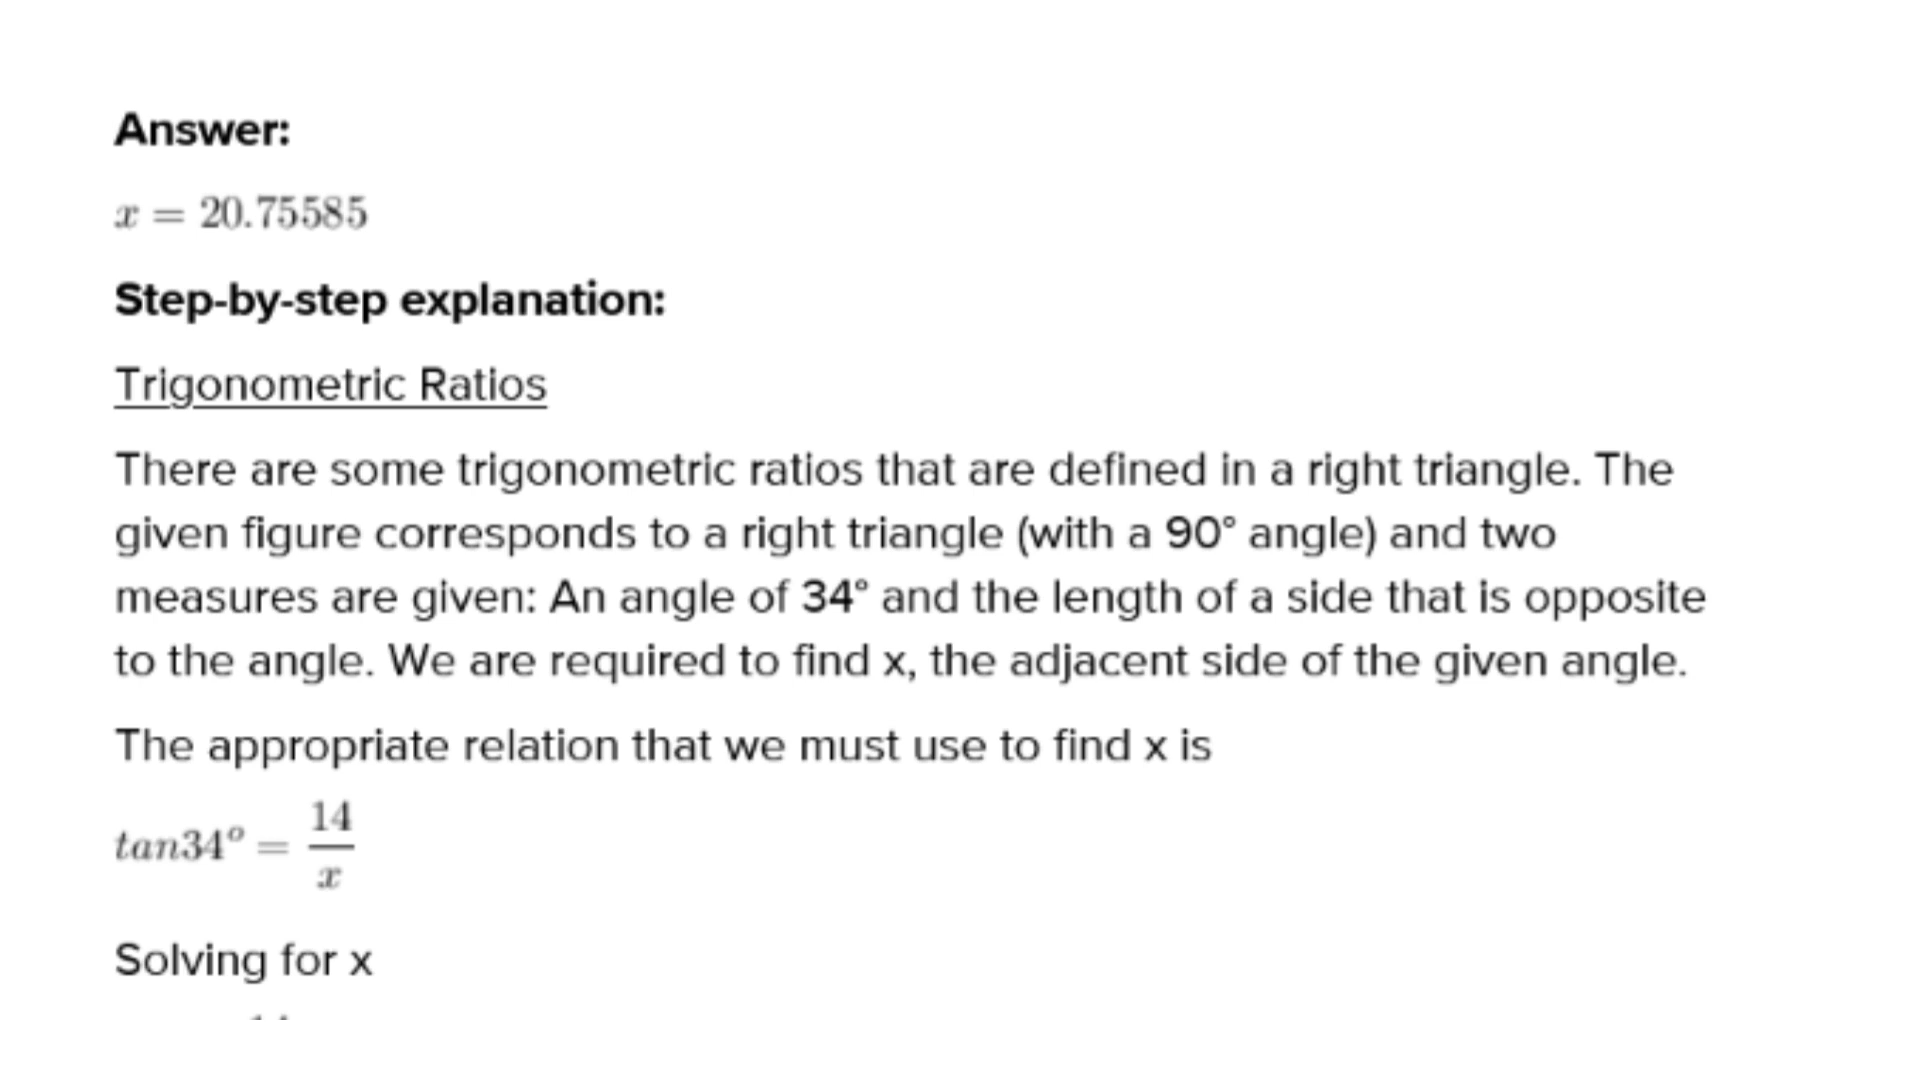 Answer:
x = 20.75585
Step-by-step explanation:
Trigonometric Ratios
There are some trigonometric ratios that are defined in a right triangle. The
given figure corresponds to a right triangle (with a 90° angle) and two
measures are given: An angle of 34° and the length of a side that is opposite
to the angle. We are required to find x, the adjacent side of the given angle.
The appropriate relation that we must use to find x is
tan34° = 14/x
Solving for x